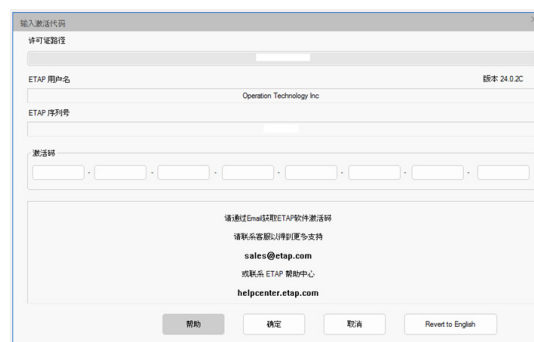 输入激活代码
许可证路径
ETAP 用户名 版本 24.0.2C
Operation Technology Inc
ETAP 序列号
激活码
- - - - - - -
请通过Email获取ETAP软件激活码
请联系客服以得到更多支持
sales@etap.com
或联系 ETAP 帮助中心
helpcenter.etap.com
帮助 确定 取消 Revert to English